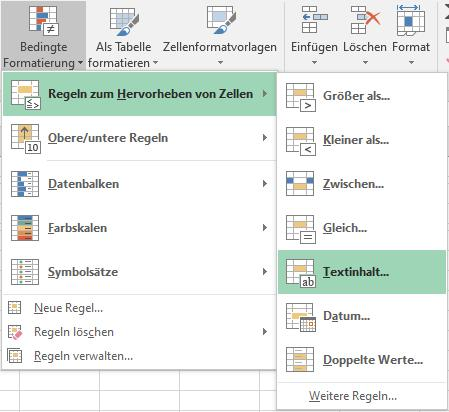 Bedingte Formatierung
Als Tabelle formatieren
Zellenformatvorlagen
Einfügen
Löschen
Format
Regeln zum Hervorheben von Zellen
Obere/untere Regeln
10
Datenbalken
Farbskalen
Symbolsätze
Neue Regel...
Regeln löschen
Regeln verwalten...
Größer als...
Kleiner als...
Zwischen...
Gleich...
Textinhalt...
ab
Datum...
Doppelte Werte...
Weitere Regeln...